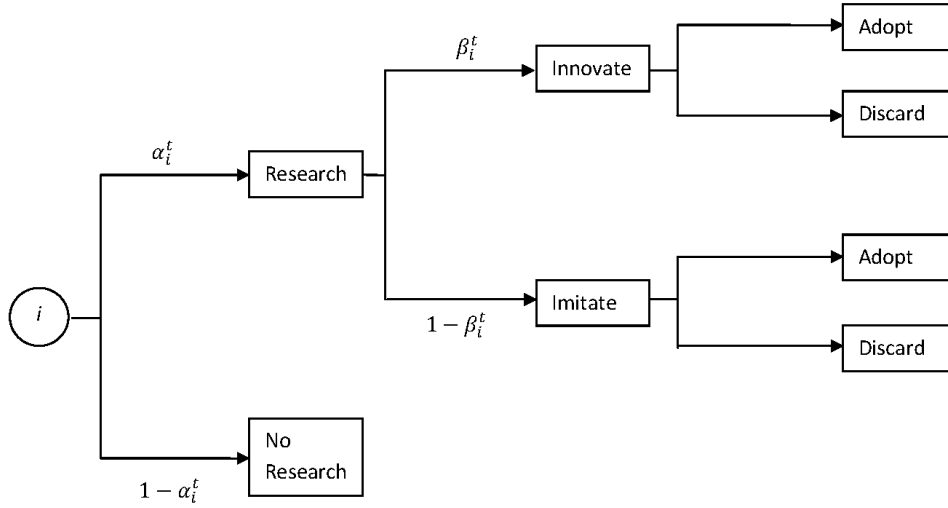 Adopt
β_i^t
Innovate
Discard
α_i^t
Research
Adopt
i
Imitate
1 − β_i^t
Discard
No
Research
1 − α_i^t